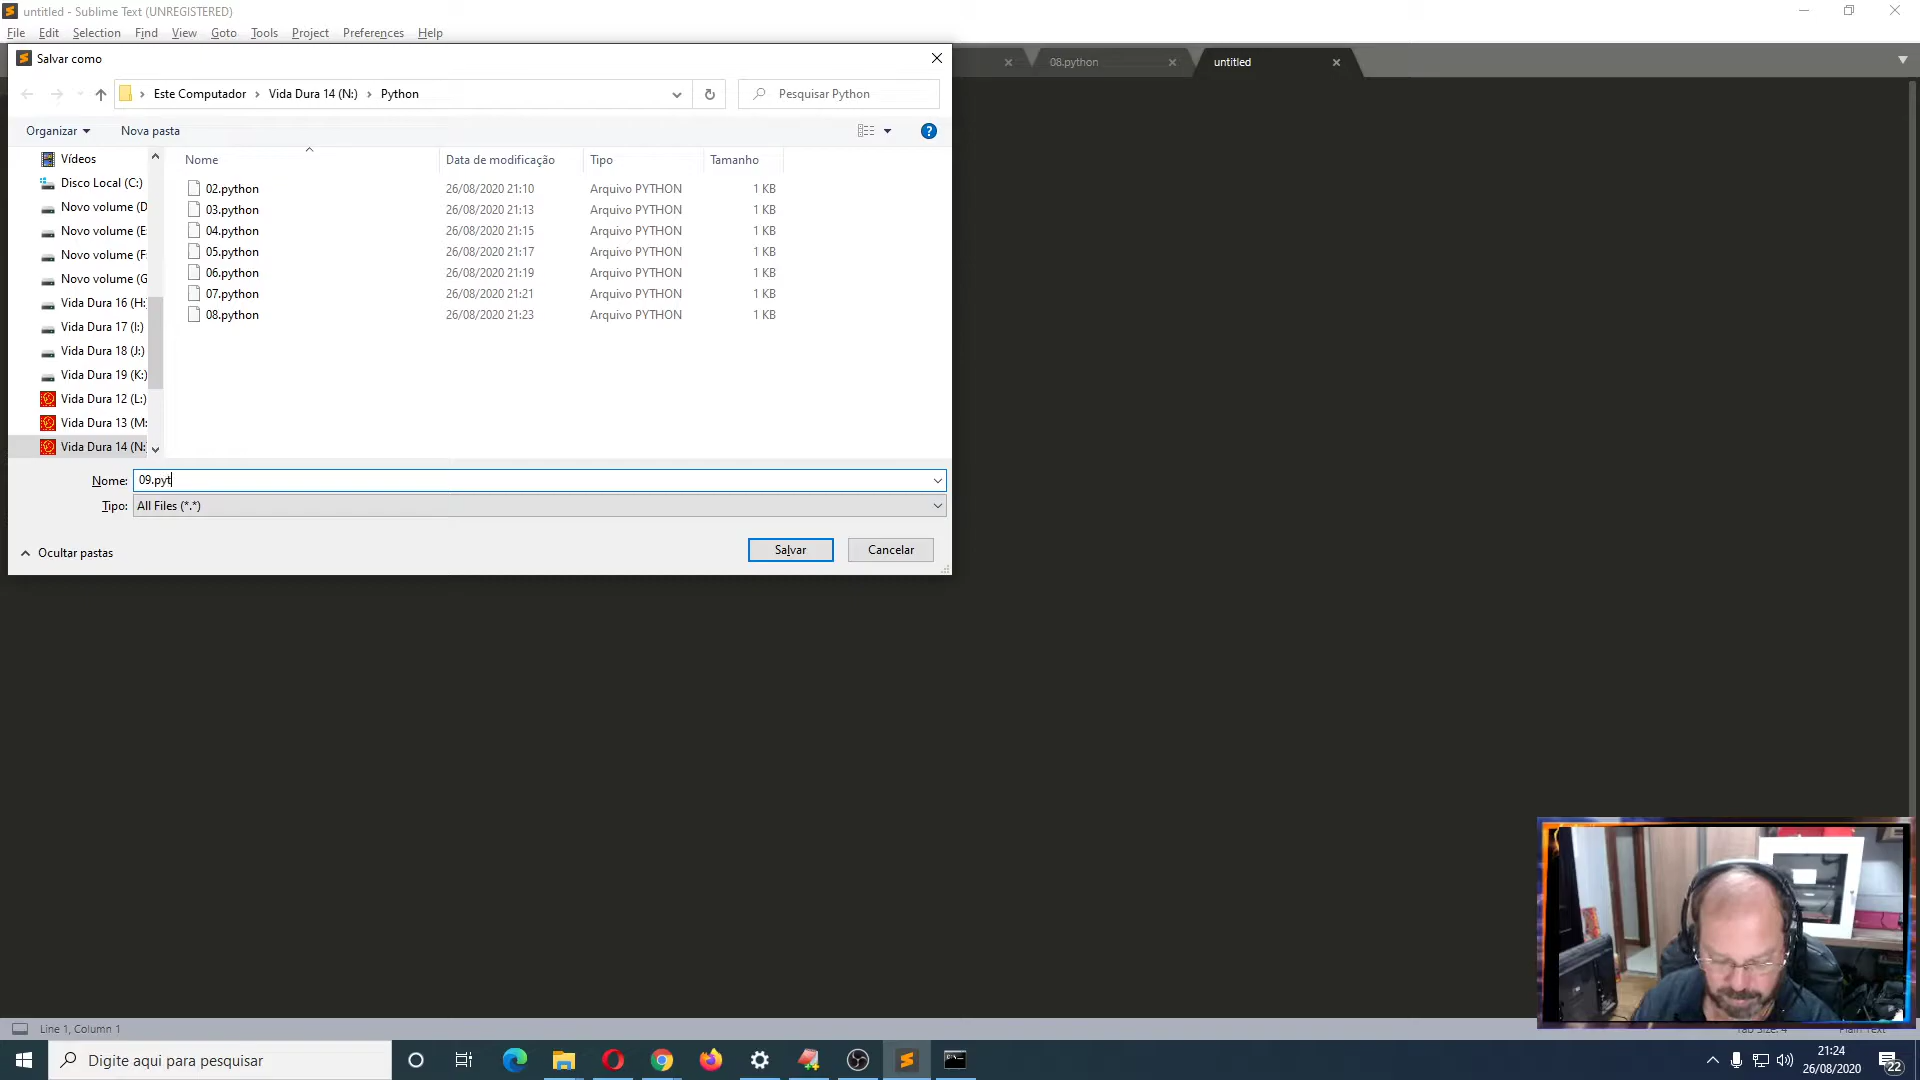 untitled - Sublime Text (UNREGISTERED)
File Edit Selection Find View Goto Tools Project Preferences Help
Salvar como
08.python
untitled
Este Computador > Vida Dura 14 (N:) > Python
Pesquisar Python
Organizar
Nova pasta
?
Vídeos
Disco Local (C:)
Novo volume (D
Novo volume (E
Novo volume (F
Novo volume (G
Vida Dura 16 (H:
Vida Dura 17 (I:)
Vida Dura 18 (J:)
Vida Dura 19 (K:)
Vida Dura 12 (L:)
Vida Dura 13 (M:
Vida Dura 14 (N:
Nome Data de modificação Tipo Tamanho
02.python 26/08/2020 21:10 Arquivo PYTHON 1 KB
03.python 26/08/2020 21:13 Arquivo PYTHON 1 KB
04.python 26/08/2020 21:15 Arquivo PYTHON 1 KB
05.python 26/08/2020 21:17 Arquivo PYTHON 1 KB
06.python 26/08/2020 21:19 Arquivo PYTHON 1 KB
07.python 26/08/2020 21:21 Arquivo PYTHON 1 KB
08.python 26/08/2020 21:23 Arquivo PYTHON 1 KB
Nome: 09.pyt
Tipo: All Files (*.*)
Ocultar pastas
Salvar
Cancelar
Line 1, Column 1
Tab Size: 4
Plain Text
Digite aqui para pesquisar
21:24
26/08/2020
22